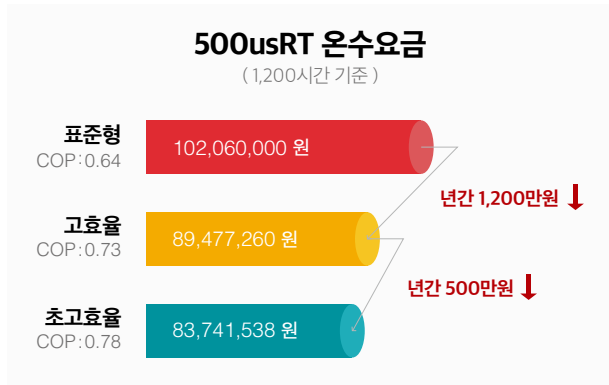 500usRT 온수요금
( 1,200시간 기준 )
표준형
COP:0.64
102,060,000 원
년간 1,200만원
고효율
COP:0.73
89,477,260 원
년간 500만원
초고효율
COP:0.78
83,741,538 원